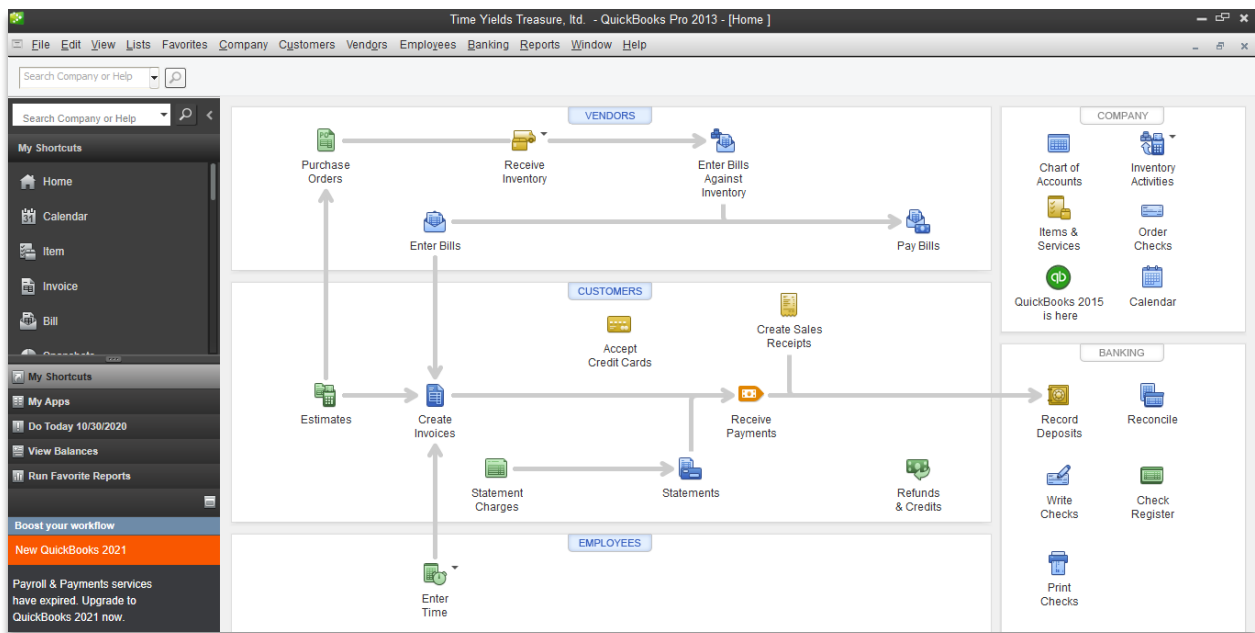 Time Yields Treasure, ltd. - QuickBooks Pro 2013 - [Home ]
File Edit View Lists Favorites Company Customers Vendors Employees Banking Reports Window Help
Search Company or Help
Search Company or Help
My Shortcuts
Home
Calendar
Item
Invoice
Bill
Snapshots
My Shortcuts
My Apps
Do Today 10/30/2020
View Balances
Run Favorite Reports
Boost your workflow
New QuickBooks 2021
Payroll & Payments services
have expired. Upgrade to
QuickBooks 2021 now.
VENDORS
Purchase
Orders
Receive
Inventory
Enter Bills
Against
Inventory
Enter Bills
Pay Bills
CUSTOMERS
Accept
Credit Cards
Create Sales
Receipts
Estimates
Create
Invoices
Receive
Payments
Statement
Charges
Statements
Refunds
& Credits
EMPLOYEES
Enter
Time
COMPANY
Chart of
Accounts
Inventory
Activities
Items &
Services
Order
Checks
qb
QuickBooks 2015
is here
Calendar
BANKING
Record
Deposits
Reconcile
Write
Checks
Check
Register
Print
Checks